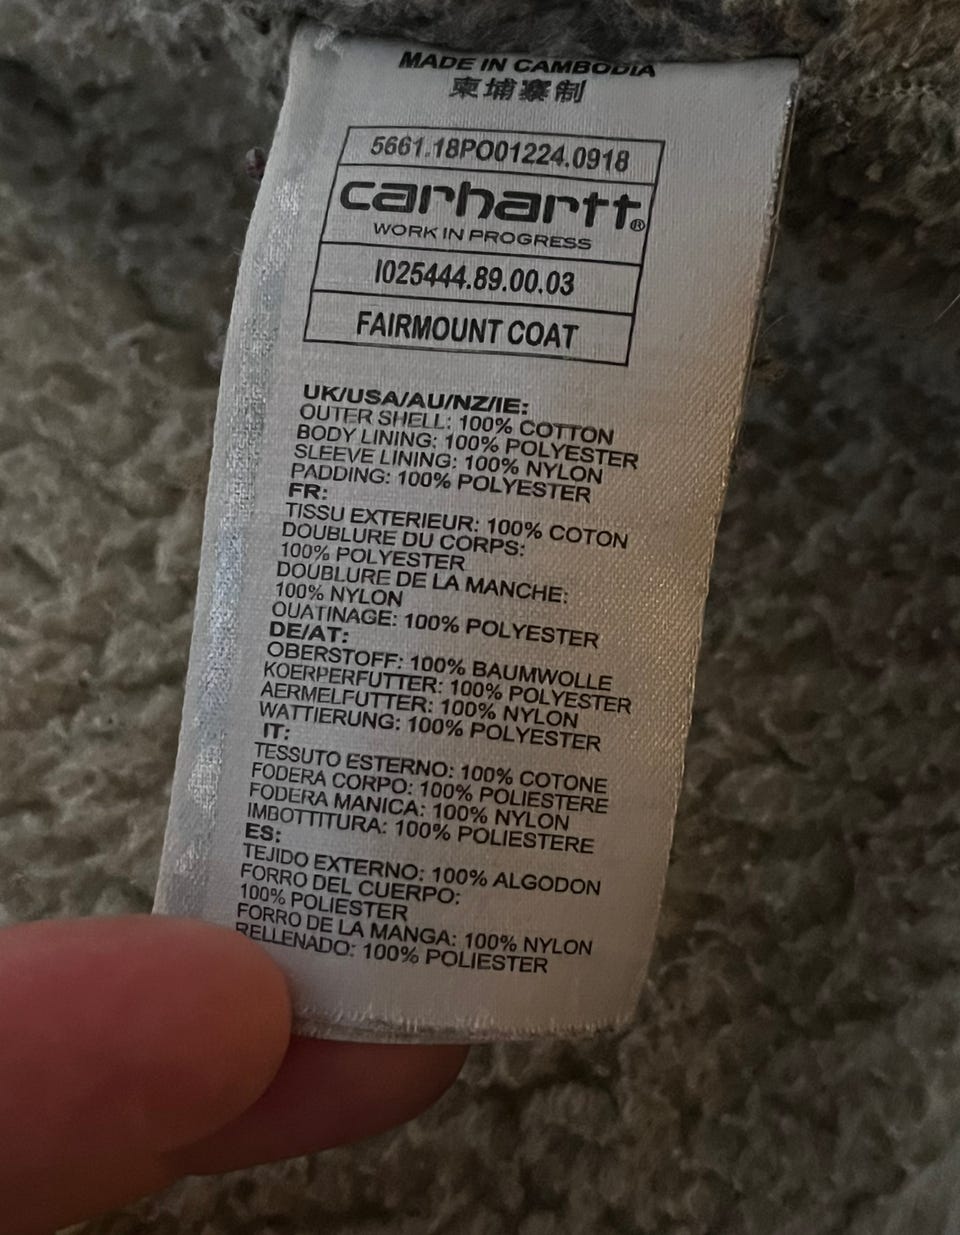 MADE IN CAMBODIA
柬埔寨制
5661.18PO01224.0918
carhartt®
WORK IN PROGRESS
I025444.89.00.03
FAIRMOUNT COAT
UK/USA/AU/NZ/IE:
OUTER SHELL: 100% COTTON
BODY LINING: 100% POLYESTER
SLEEVE LINING: 100% NYLON
PADDING: 100% POLYESTER
FR:
TISSU EXTERIEUR: 100% COTON
DOUBLURE DU CORPS:
100% POLYESTER
DOUBLURE DE LA MANCHE:
100% NYLON
OUATINAGE: 100% POLYESTER
DE/AT:
OBERSTOFF: 100% BAUMWOLLE
KOERPERFUTTER: 100% POLYESTER
AERMELFUTTER: 100% NYLON
WATTIERUNG: 100% POLYESTER
IT:
TESSUTO ESTERNO: 100% COTONE
FODERA CORPO: 100% POLIESTERE
FODERA MANICA: 100% NYLON
IMBOTTITURA: 100% POLIESTERE
ES:
TEJIDO EXTERNO: 100% ALGODON
FORRO DEL CUERPO:
100% POLIESTER
FORRO DE LA MANGA: 100% NYLON
RELLENADO: 100% POLIESTER